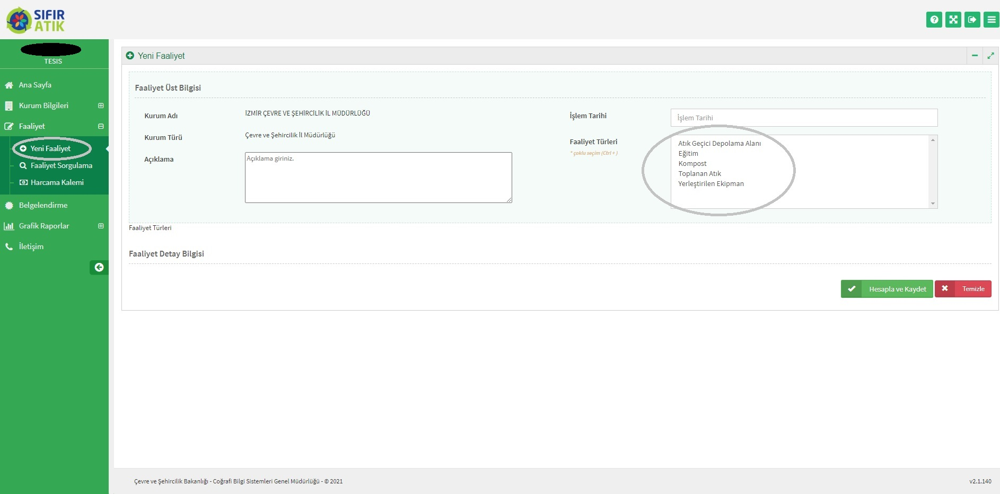 SIFIR
ATIK
TESIS
Ana Sayfa
Kurum Bilgileri
Faaliyet
Yeni Faaliyet
Faaliyet Sorgulama
Harcama Kalemi
Belgelendirme
Grafik Raporlar
İletişim
Yeni Faaliyet
Faaliyet Üst Bilgisi
Kurum Adı
İZMİR ÇEVRE VE ŞEHİRCİLİK İL MÜDÜRLÜĞÜ
Kurum Türü
Çevre ve Şehircilik İl Müdürlüğü
Açıklama
Açıklama giriniz.
İşlem Tarihi
İşlem Tarihi
Faaliyet Türleri
* çoklu seçim (Ctrl + )
Atık Geçici Depolama Alanı
Eğitim
Kompost
Toplanan Atık
Yerleştirilen Ekipman
Faaliyet Türleri
Faaliyet Detay Bilgisi
Hesapla ve Kaydet
Temizle
Çevre ve Şehircilik Bakanlığı - Coğrafi Bilgi Sistemleri Genel Müdürlüğü - © 2021
v2.1.140